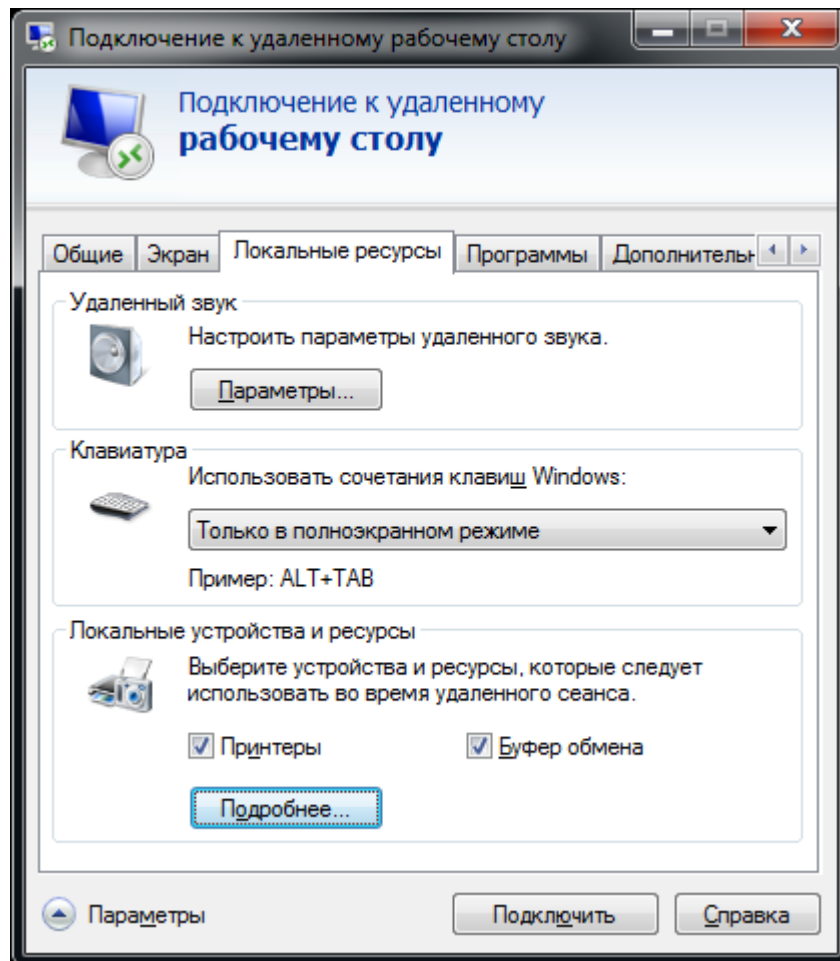 Подключение к удаленному рабочему столу
Подключение к удаленному
рабочему столу
Общие
Экран
Локальные ресурсы
Программы
Удаленный звук
Настроить параметры удаленного звука.
Параметры...
Клавиатура
Использовать сочетания клавиш Windows:
Только в полноэкранном режиме
Пример: ALT+TAB
Локальные устройства и ресурсы
Выберите устройства и ресурсы, которые следует
использовать во время удаленного сеанса.
Принтеры
Буфер обмена
Подробнее...
Параметры
Подключить
Справка